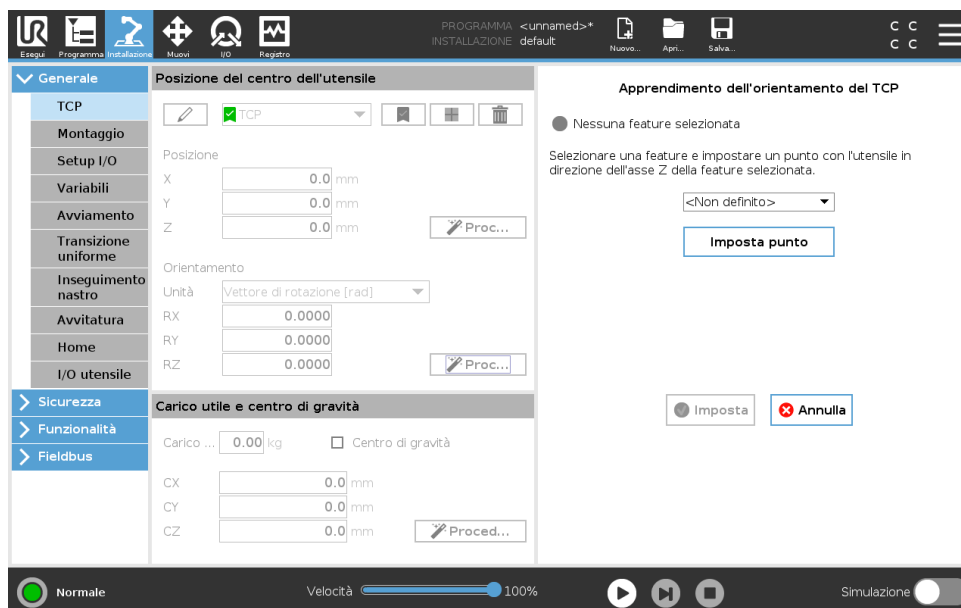 PROGRAMMA <unnamed>*
INSTALLAZIONE default
C C
C C
Esegui Programma Installazione Muovi I/O Registro Nuovo... Apri... Salva...
Generale
TCP
Montaggio
Setup I/O
Variabili
Avviamento
Transizione
uniforme
Inseguimento
nastro
Avvitatura
Home
I/O utensile
Sicurezza
Funzionalità
Fieldbus
Posizione del centro dell'utensile
TCP
Posizione
X 0.0 mm
Y 0.0 mm
Z 0.0 mm Proc...
Orientamento
Unità Vettore di rotazione [rad]
RX 0.0000
RY 0.0000
RZ 0.0000 Proc...
Carico utile e centro di gravità
Carico ... 0.00 kg Centro di gravità
CX 0.0 mm
CY 0.0 mm
CZ 0.0 mm Proced...
Apprendimento dell'orientamento del TCP
Nessuna feature selezionata
Selezionare una feature e impostare un punto con l'utensile in
direzione dell'asse Z della feature selezionata.
<Non definito>
Imposta punto
Imposta Annulla
Normale Velocità 100% Simulazione